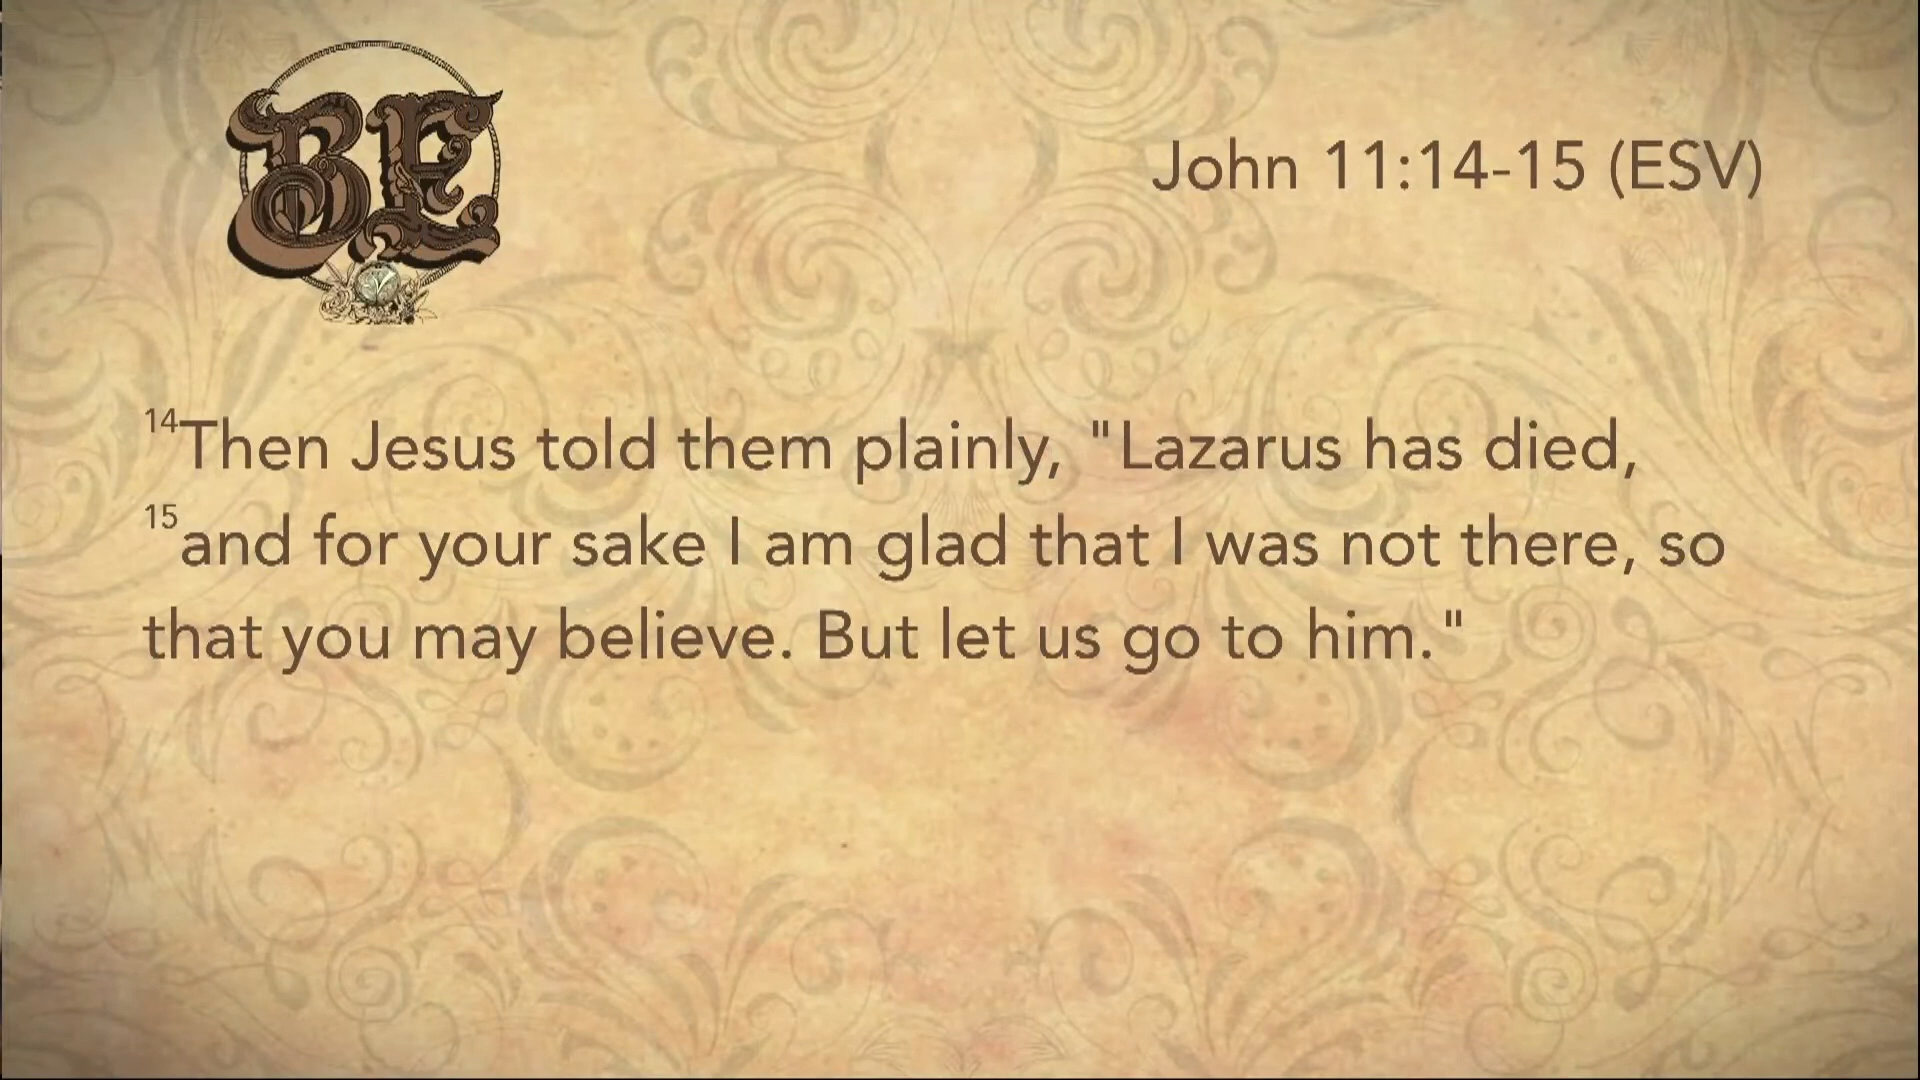 BE
John 11:14-15 (ESV)
14Then Jesus told them plainly, "Lazarus has died,
15and for your sake I am glad that I was not there, so
that you may believe. But let us go to him."